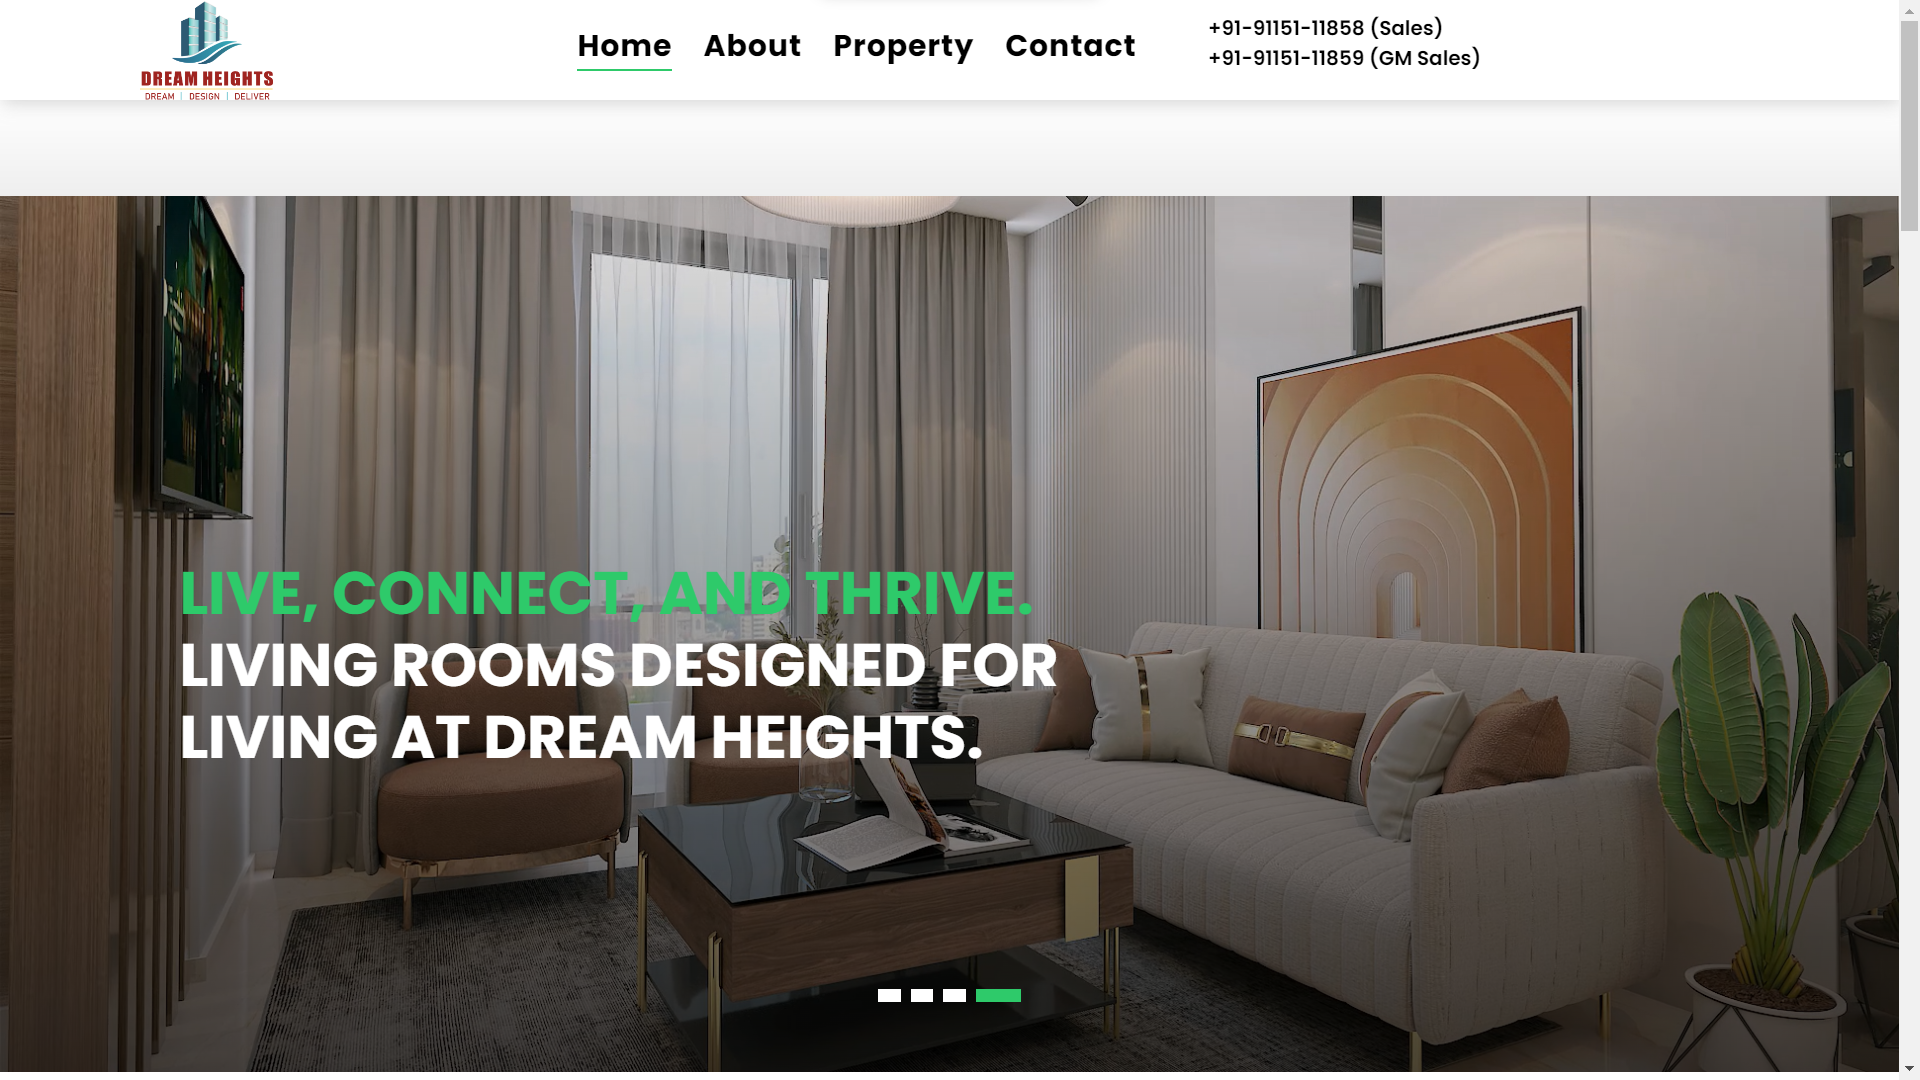 DREAM HEIGHTS
DREAM | DESIGN | DELIVER
Home About Property Contact
+91-91151-11858 (Sales)
+91-91151-11859 (GM Sales)
LIVE, CONNECT, AND THRIVE.
LIVING ROOMS DESIGNED FOR
LIVING AT DREAM HEIGHTS.